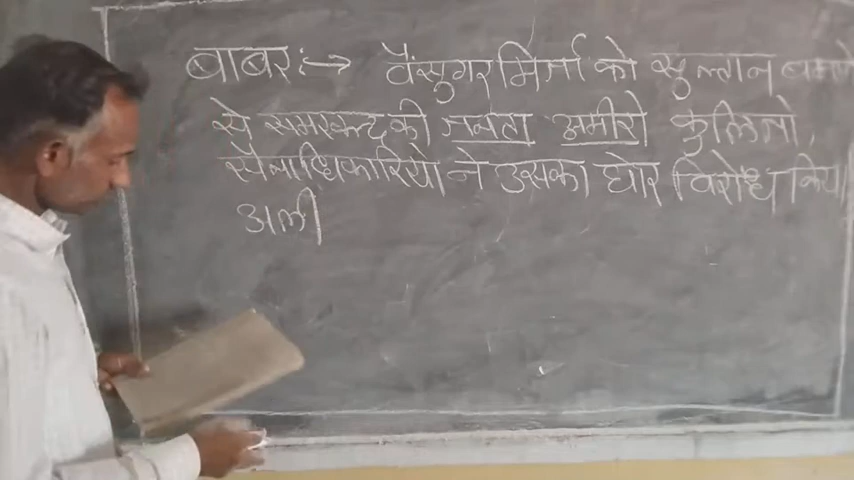 बाबर :→ वैंसुगर मिर्जा को सुल्तान बनाने
से समरकन्द की जनता अमीरो कुलितो,
सेनाधिकारियो ने उसका घोर विरोध किया
अली